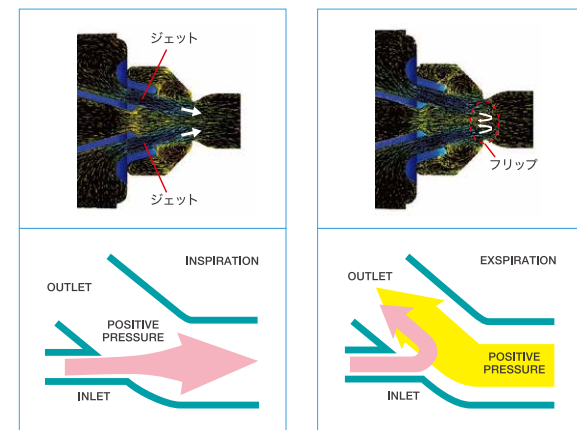 ジェット
ジェット
フリップ
INSPIRATION
OUTLET
POSITIVE
PRESSURE
INLET
EXSPIRATION
OUTLET
POSITIVE
PRESSURE
INLET